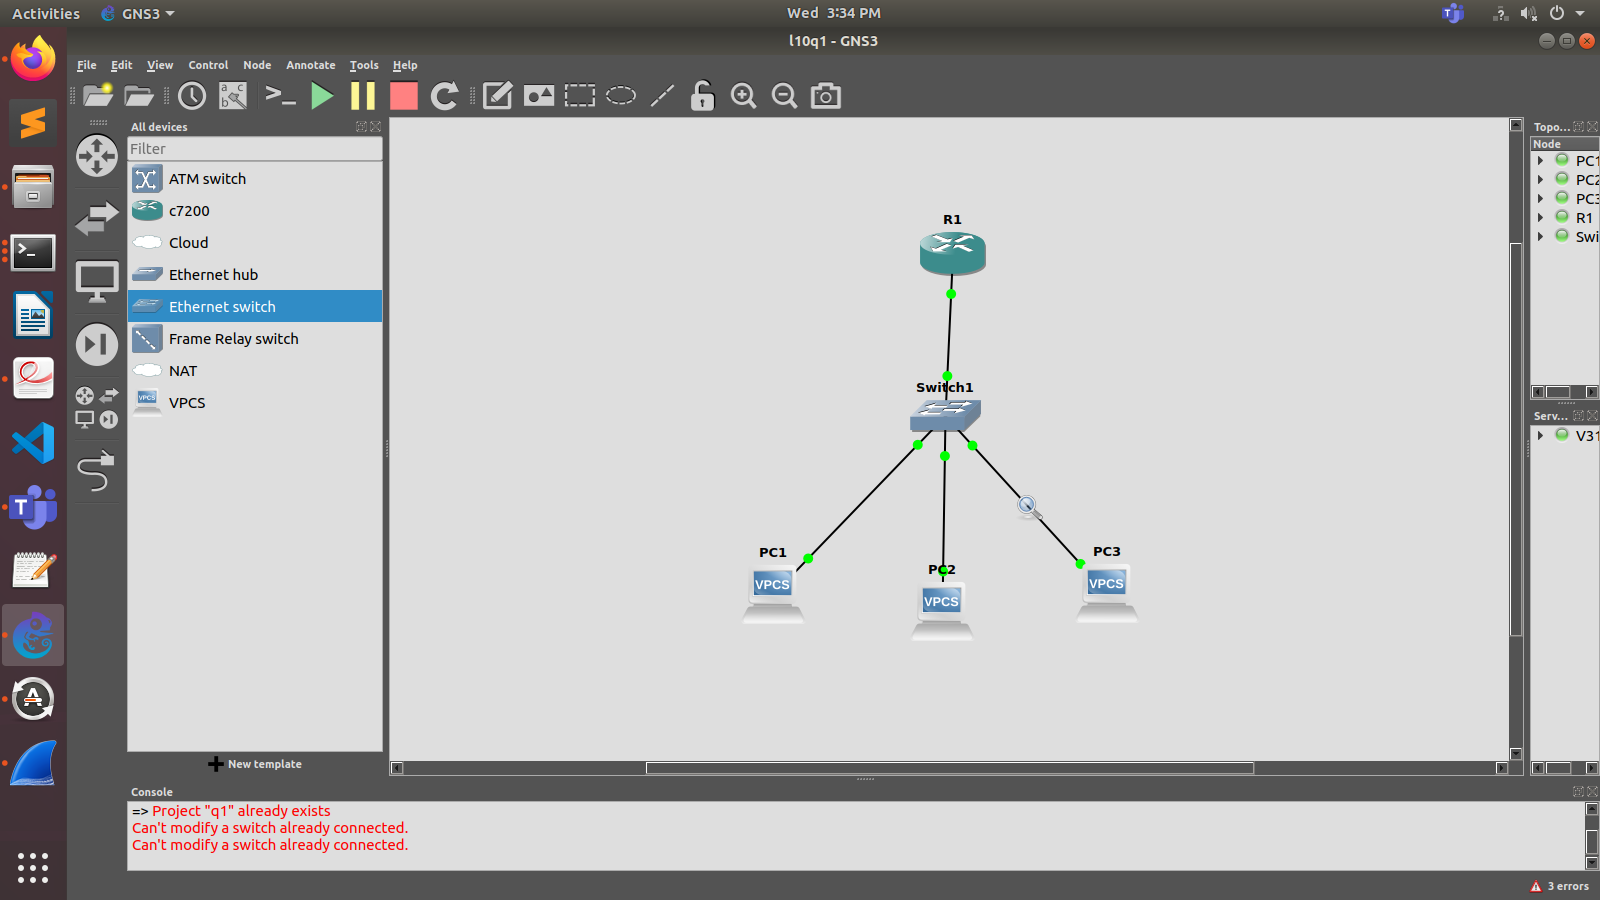 Activities GNS3 Wed 3:34 PM
l10q1 - GNS3
File Edit View Control Node Annotate Tools Help
All devices
Filter
ATM switch
c7200
Cloud
Ethernet hub
Ethernet switch
Frame Relay switch
NAT
VPCS
New template
R1
Switch1
PC1
VPCS
PC2
VPCS
PC3
VPCS
Topo...
Node
PC1
PC2
PC3
R1
Swi
Serv...
V31
Console
=> Project "q1" already exists
Can't modify a switch already connected.
Can't modify a switch already connected.
3 errors